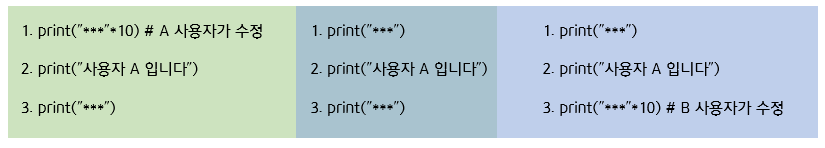 1. print("***"*10) # A 사용자가 수정
2. print("사용자 A 입니다")
3. print("***")
1. print("***")
2. print("사용자 A 입니다")
3. print("***")
1. print("***")
2. print("사용자 A 입니다")
3. print("***"*10) # B 사용자가 수정